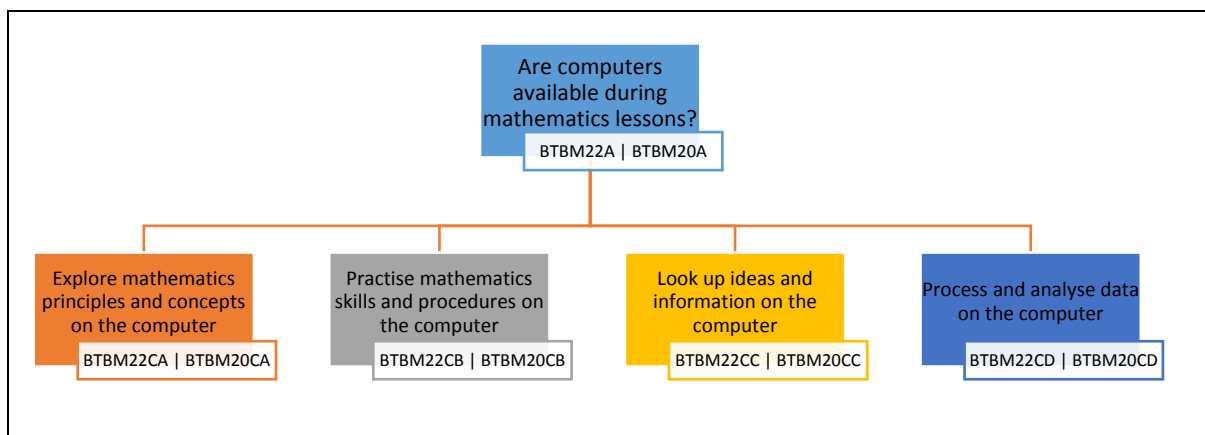 Are computers
available during
mathematics lessons?
BTBM22A | BTBM20A
Explore mathematics
principles and concepts
on the computer
BTBM22CA | BTBM20CA
Practise mathematics
skills and procedures on
the computer
BTBM22CB | BTBM20CB
Look up ideas and
information on the
computer
BTBM22CC | BTBM20CC
Process and analyse data
on the computer
BTBM22CD | BTBM20CD